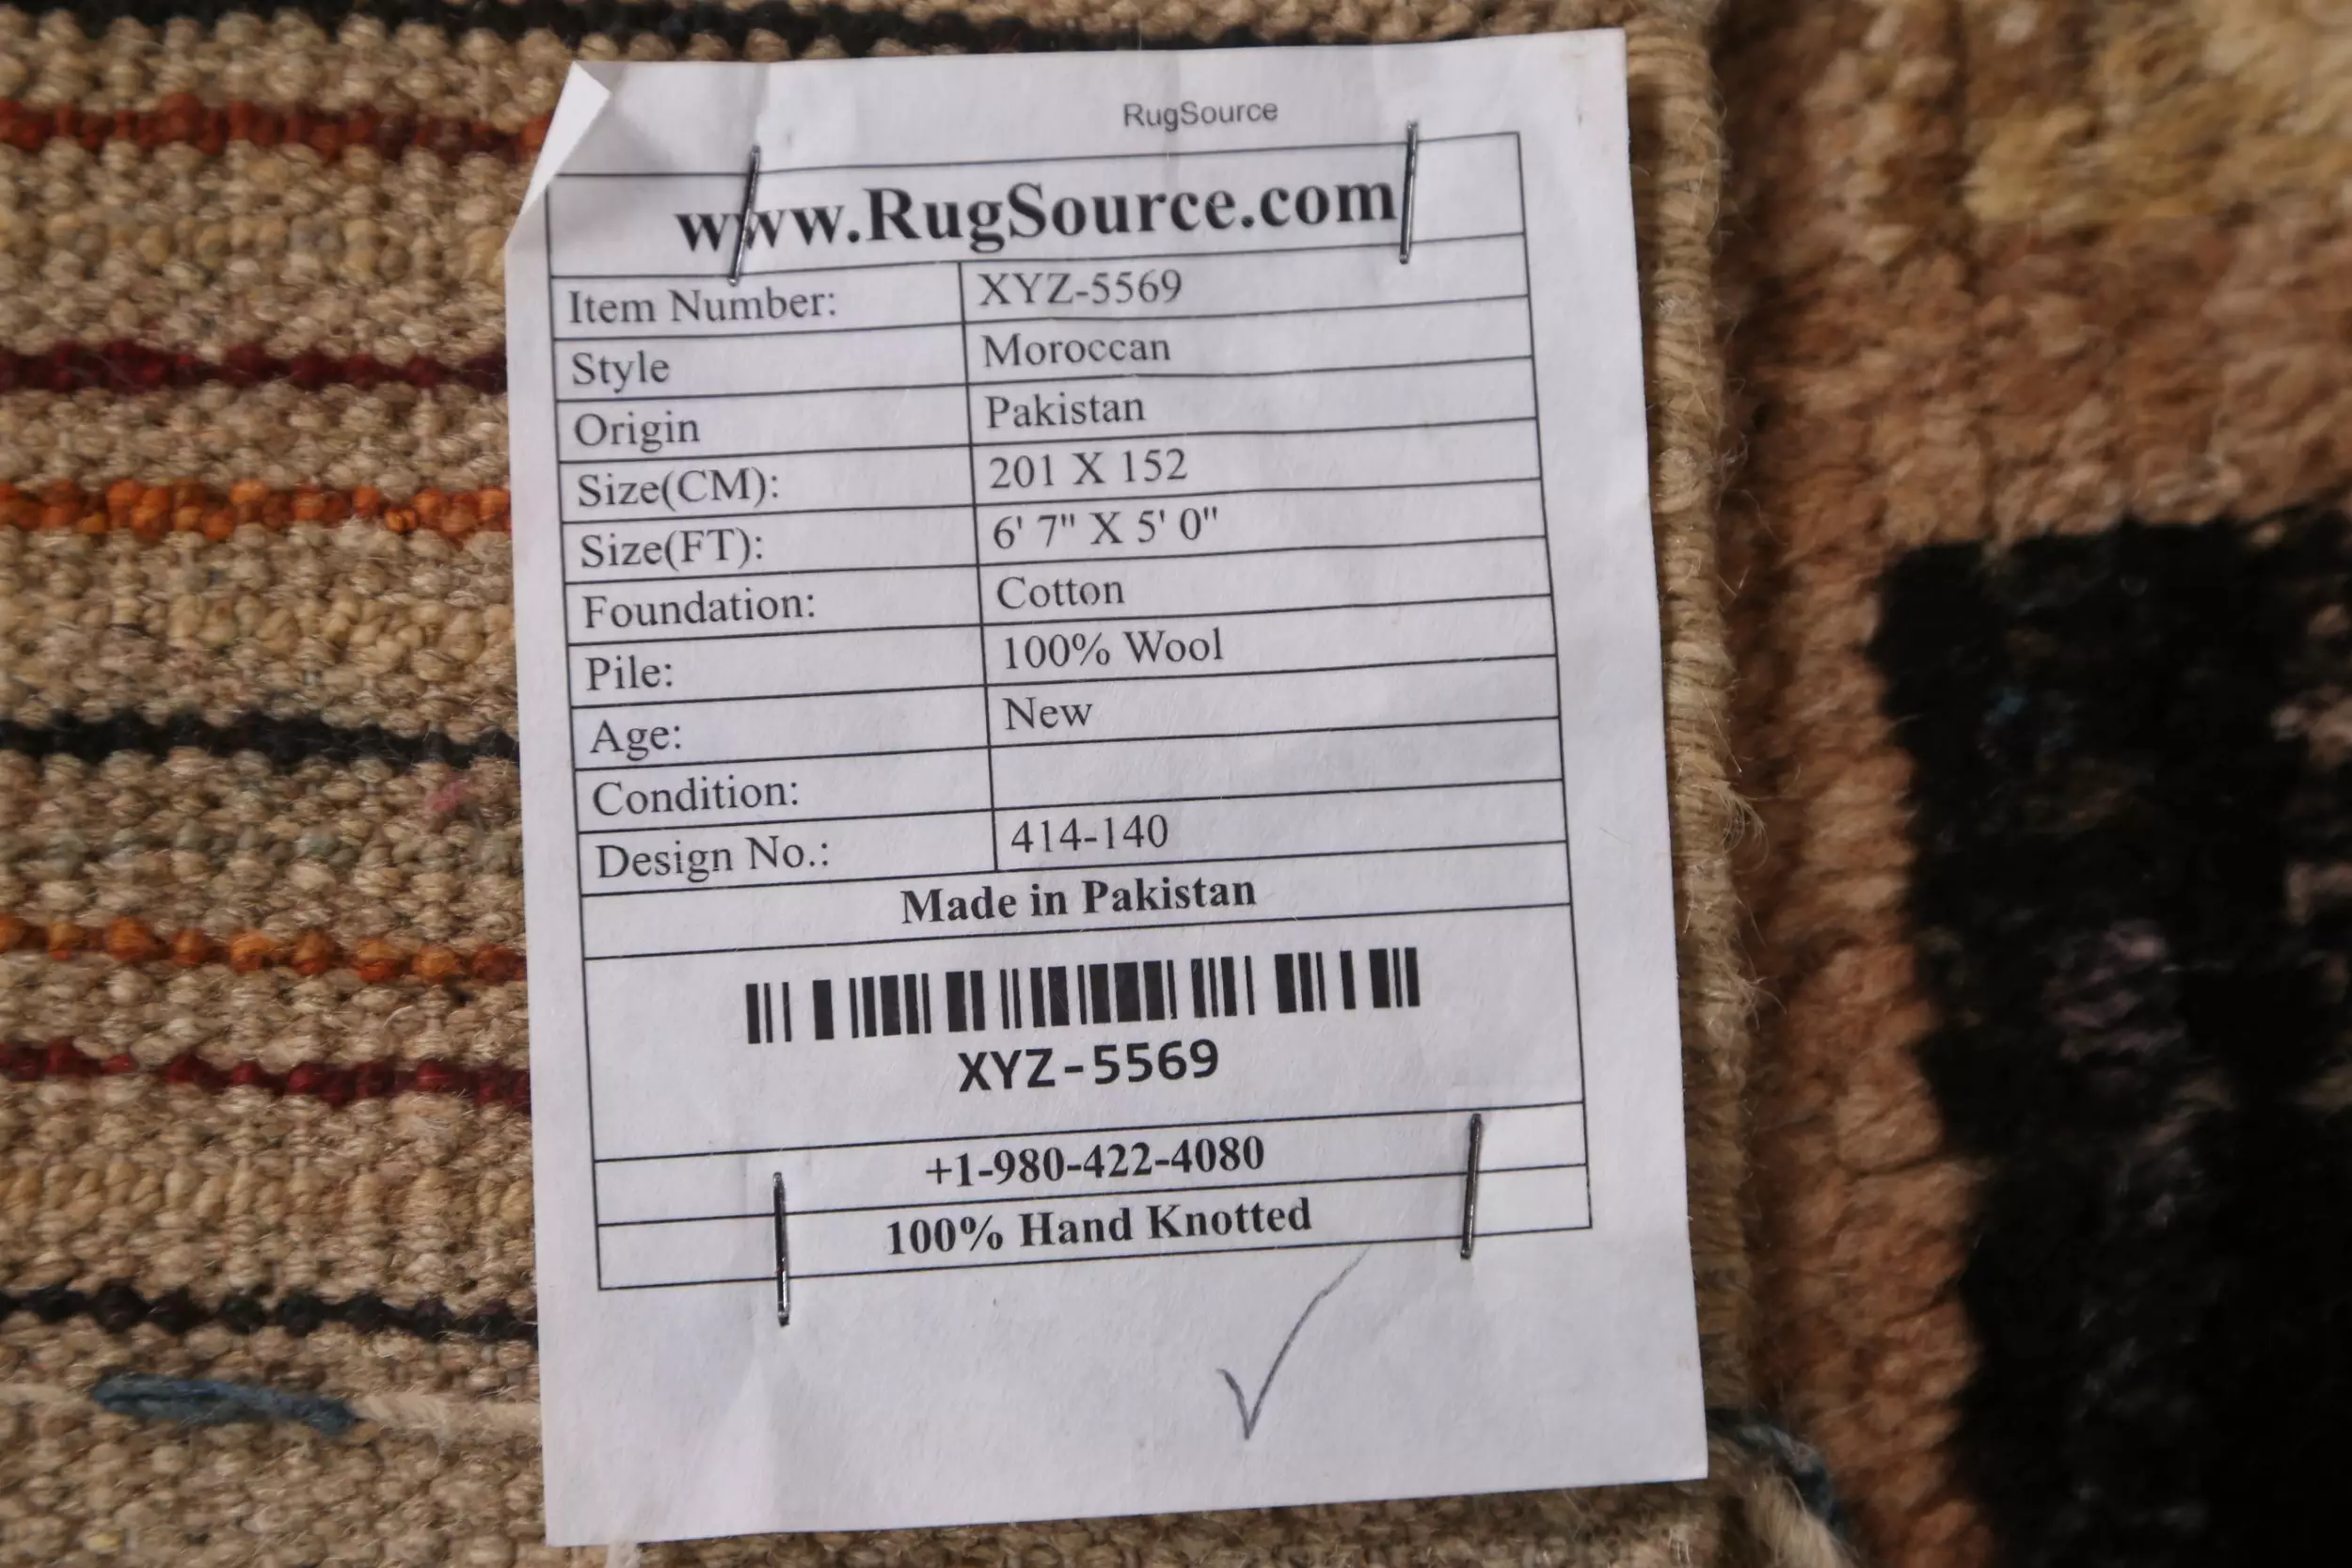 RugSource
www.RugSource.com
Item Number: XYZ-5569
Style Moroccan
Origin Pakistan
Size(CM): 201 X 152
Size(FT): 6' 7" X 5' 0"
Foundation: Cotton
Pile: 100% Wool
Age: New
Condition:
Design No.: 414-140
Made in Pakistan
XYZ-5569
+1-980-422-4080
100% Hand Knotted